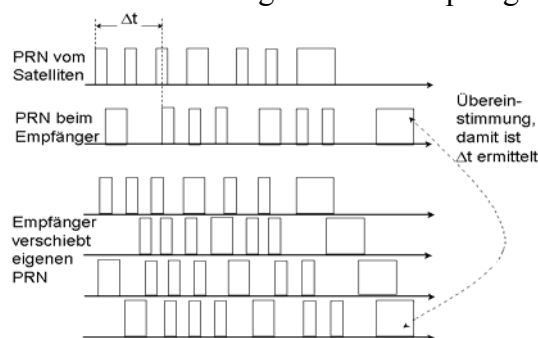 Δt
PRN vom
Satelliten
PRN beim
Empfänger
Überein-
stimmung,
damit ist
Δt ermittelt
Empfänger
verschiebt
eigenen
PRN